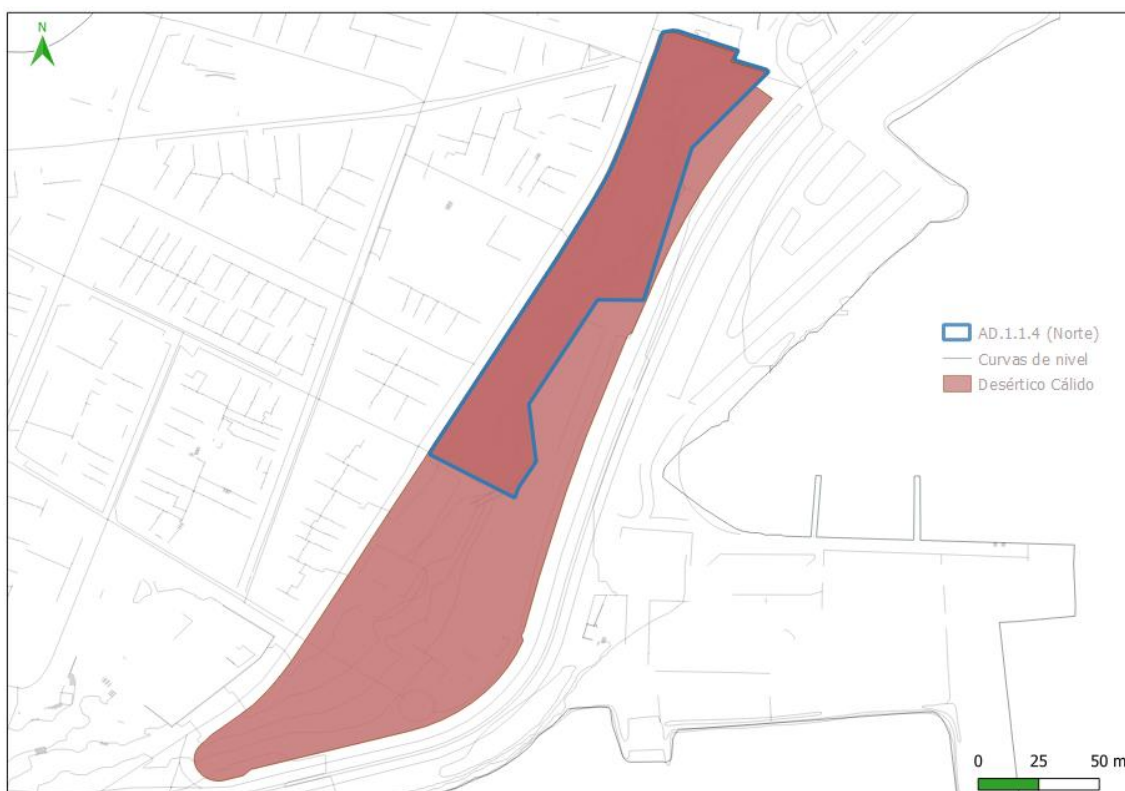 N
AD.1.1.4 (Norte)
Curvas de nivel
Desértico Cálido
0 25 50 m